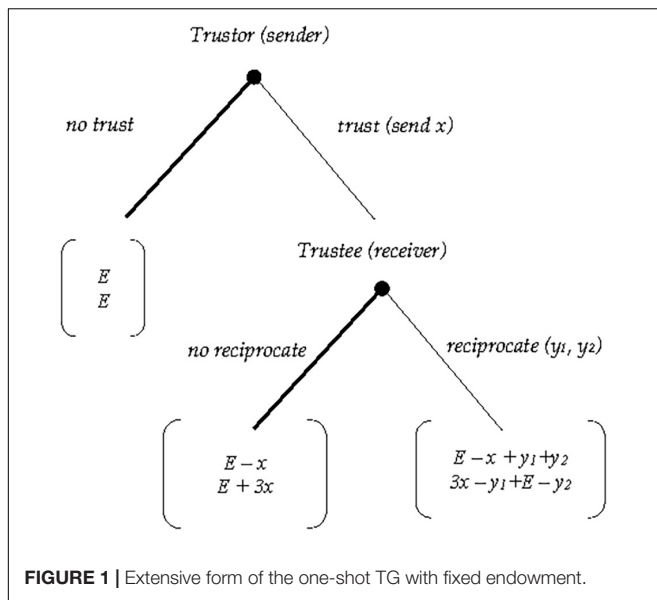 Trustor (sender)
no trust
trust (send x)
E
E
Trustee (receiver)
no reciprocate
reciprocate (y1, y2)
E – x
E + 3x
E – x + y1 + y2
3x – y1 + E – y2
FIGURE 1 | Extensive form of the one-shot TG with fixed endowment.